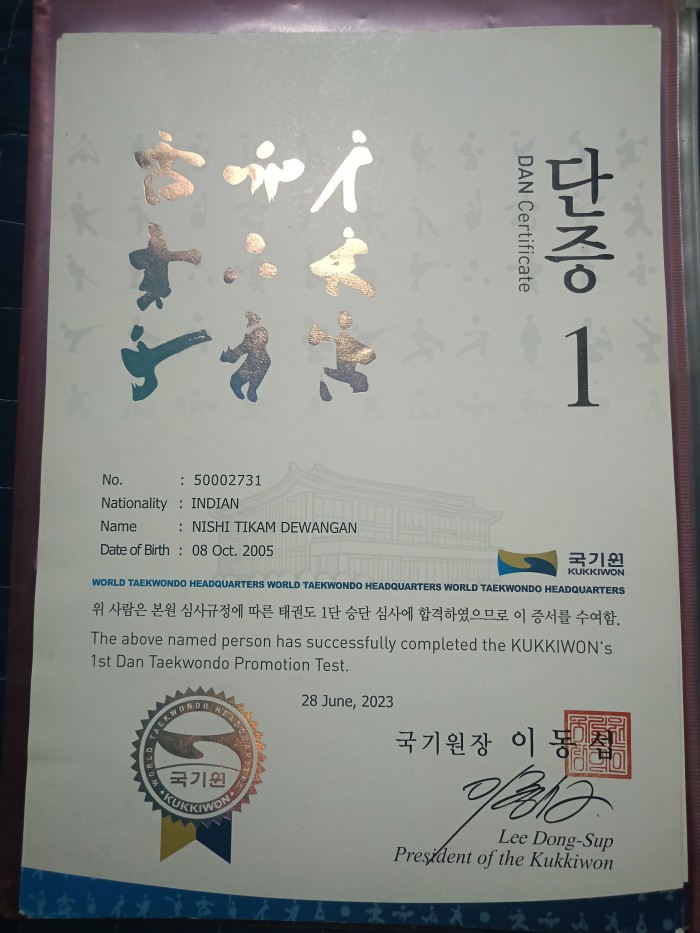 단증
DAN Certificate
1
No. : 50002731
Nationality : INDIAN
Name : NISHI TIKAM DEWANGAN
Date of Birth : 08 Oct. 2005
국기원
KUKKIWON
WORLD TAEKWONDO HEADQUARTERS WORLD TAEKWONDO HEADQUARTERS WORLD TAEKWONDO HEADQUARTERS
위 사람은 본원 심사규정에 따른 태권도 1단 승단 심사에 합격하였으므로 이 증서를 수여함.
The above named person has successfully completed the KUKKIWON's
1st Dan Taekwondo Promotion Test.
28 June, 2023
WORLD TAEKWONDO HEADQUARTERS
국기원
KUKKIWON
국기원장 이동섭
Lee Dong-Sup
President of the Kukkiwon